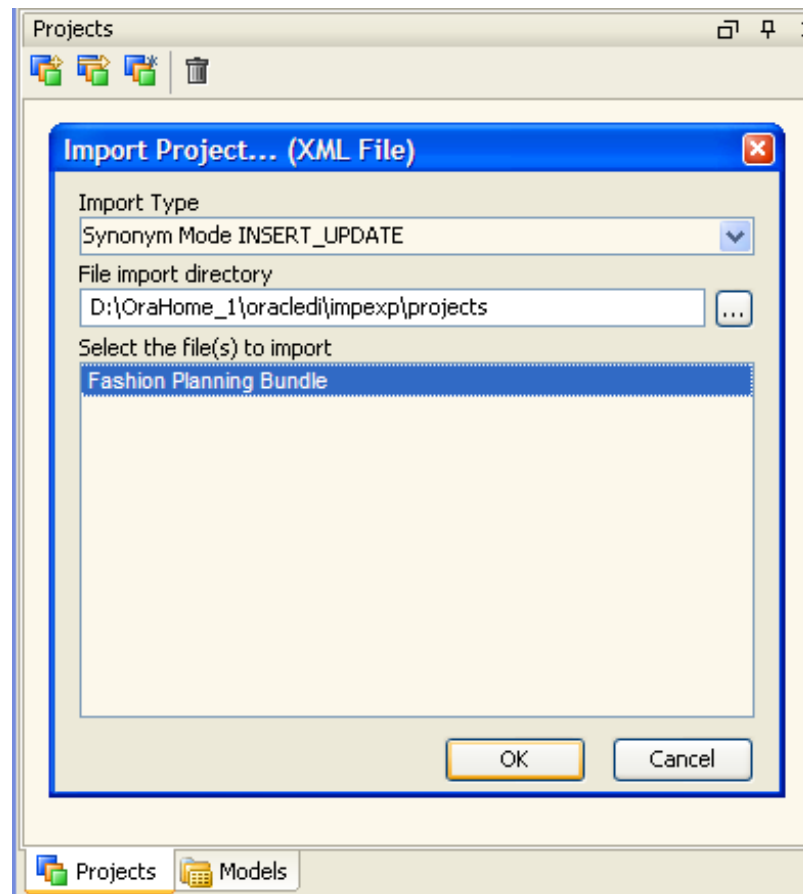 Projects
Import Project... (XML File)
Import Type
Synonym Mode INSERT_UPDATE
File import directory
D:\OraHome_1\oracledi\impexp\projects
...
Select the file(s) to import
Fashion Planning Bundle
OK
Cancel
Projects
Models